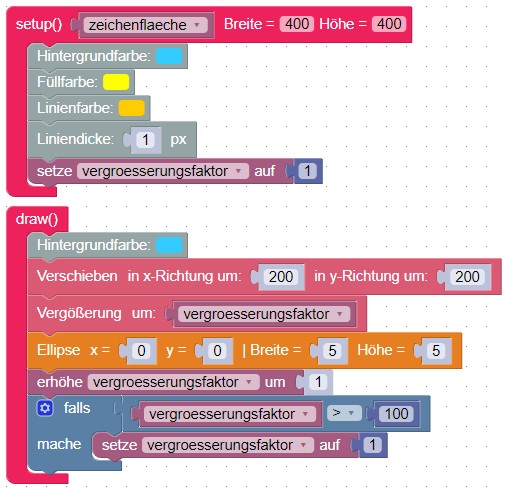 setup() zeichenflaeche Breite = 400 Höhe = 400
Hintergrundfarbe:
Füllfarbe:
Linienfarbe:
Liniendicke: 1 px
setze vergroesserungsfaktor auf 1
draw()
Hintergrundfarbe:
Verschieben in x-Richtung um: 200 in y-Richtung um: 200
Vergößerung um: vergroesserungsfaktor
Ellipse x = 0 y = 0 | Breite = 5 Höhe = 5
erhöhe vergroesserungsfaktor um 1
falls vergroesserungsfaktor > 100
mache setze vergroesserungsfaktor auf 1